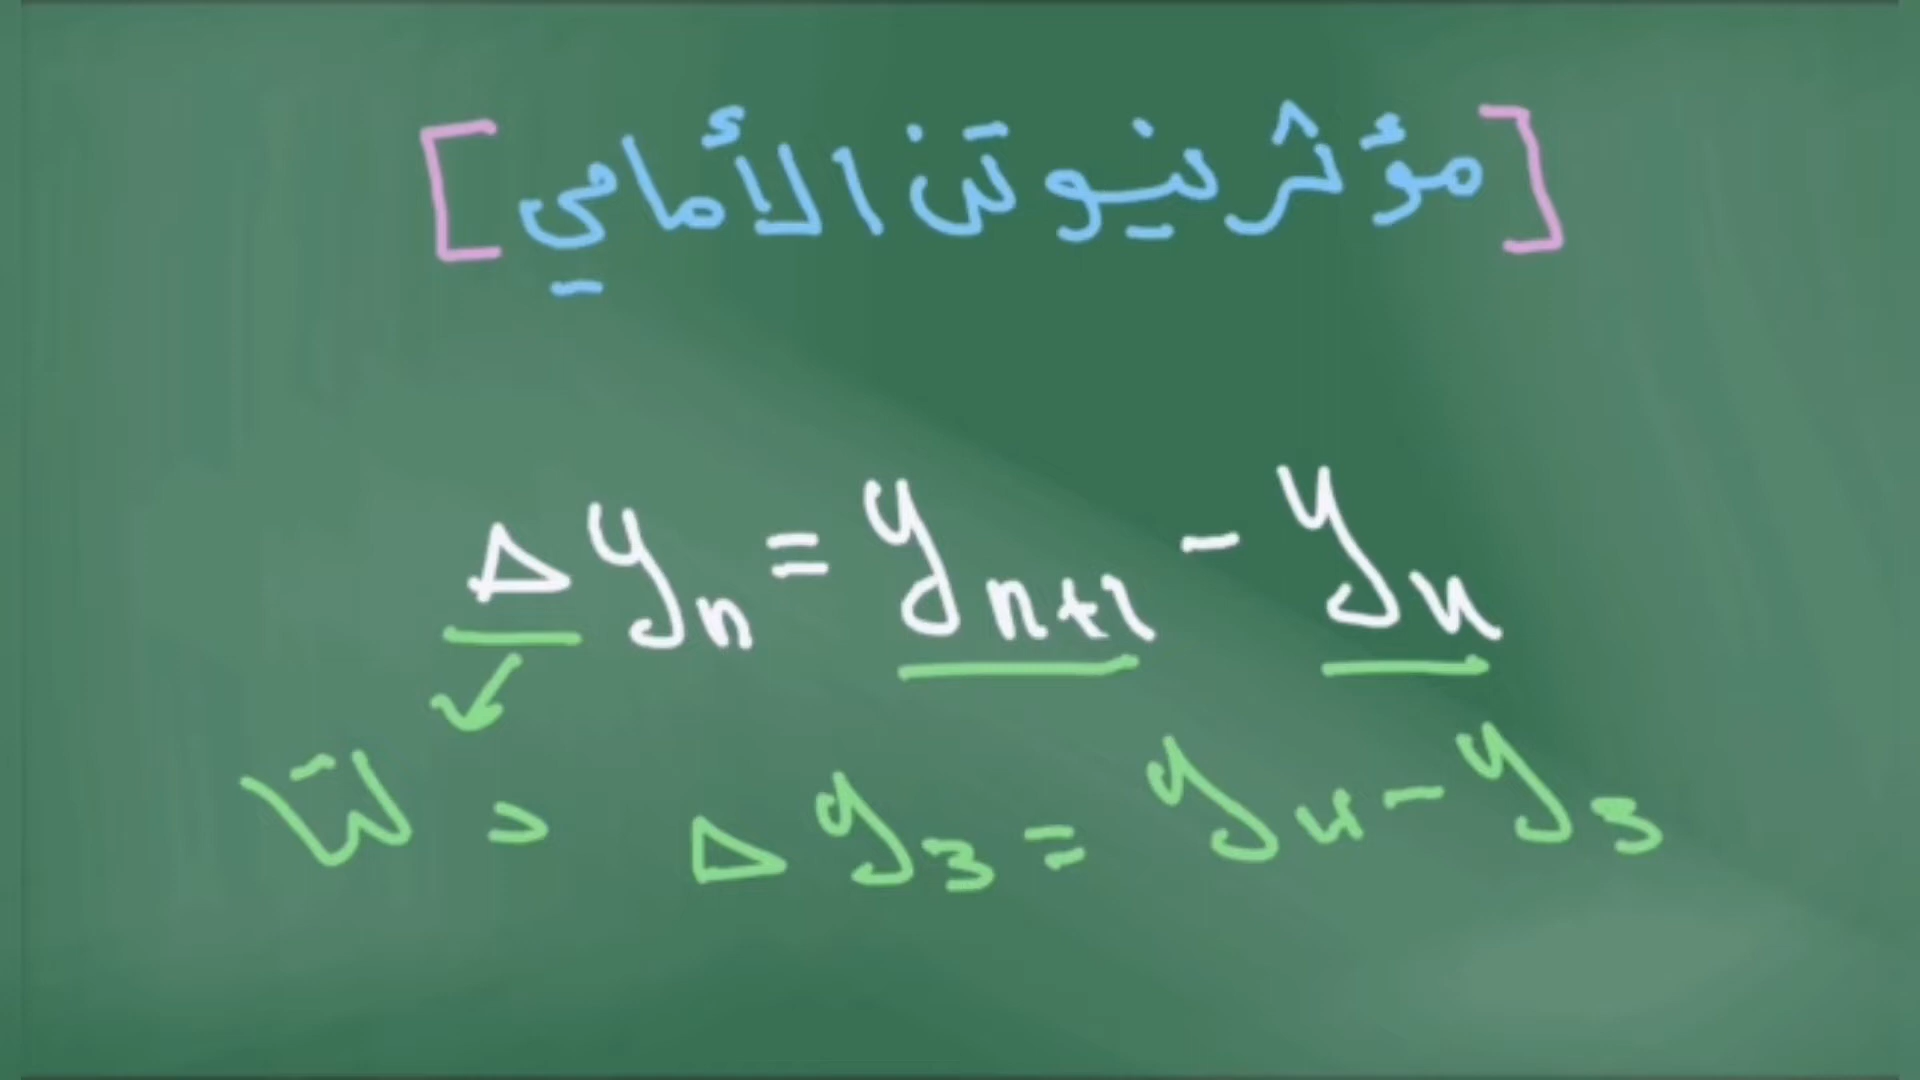 [مؤثر نيوتن الأمامي]
Δy_n = y_{n+1} - y_n
Δy_3 = y_4 - y_3